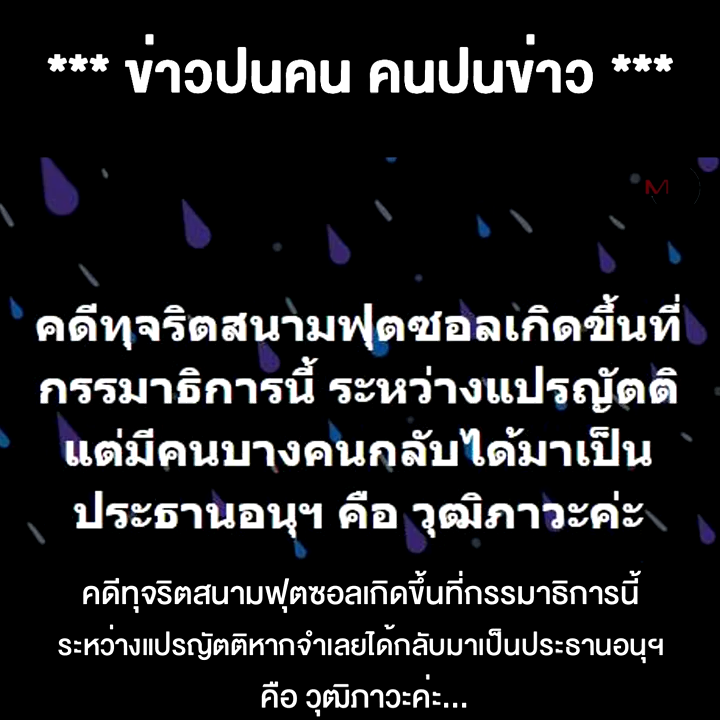 *** ข่าวปนคน คนปนข่าว ***
M
คดีทุจริตสนามฟุตซอลเกิดขึ้นที่
กรรมาธิการนี้ ระหว่างแปรญัตติ
แต่มีคนบางคนกลับได้มาเป็น
ประธานอนุฯ คือ วุฒิภาวะค่ะ
คดีทุจริตสนามฟุตซอลเกิดขึ้นที่กรรมาธิการนี้
ระหว่างแปรญัตติหากจำเลยได้กลับมาเป็นประธานอนุฯ
คือ วุฒิภาวะค่ะ...